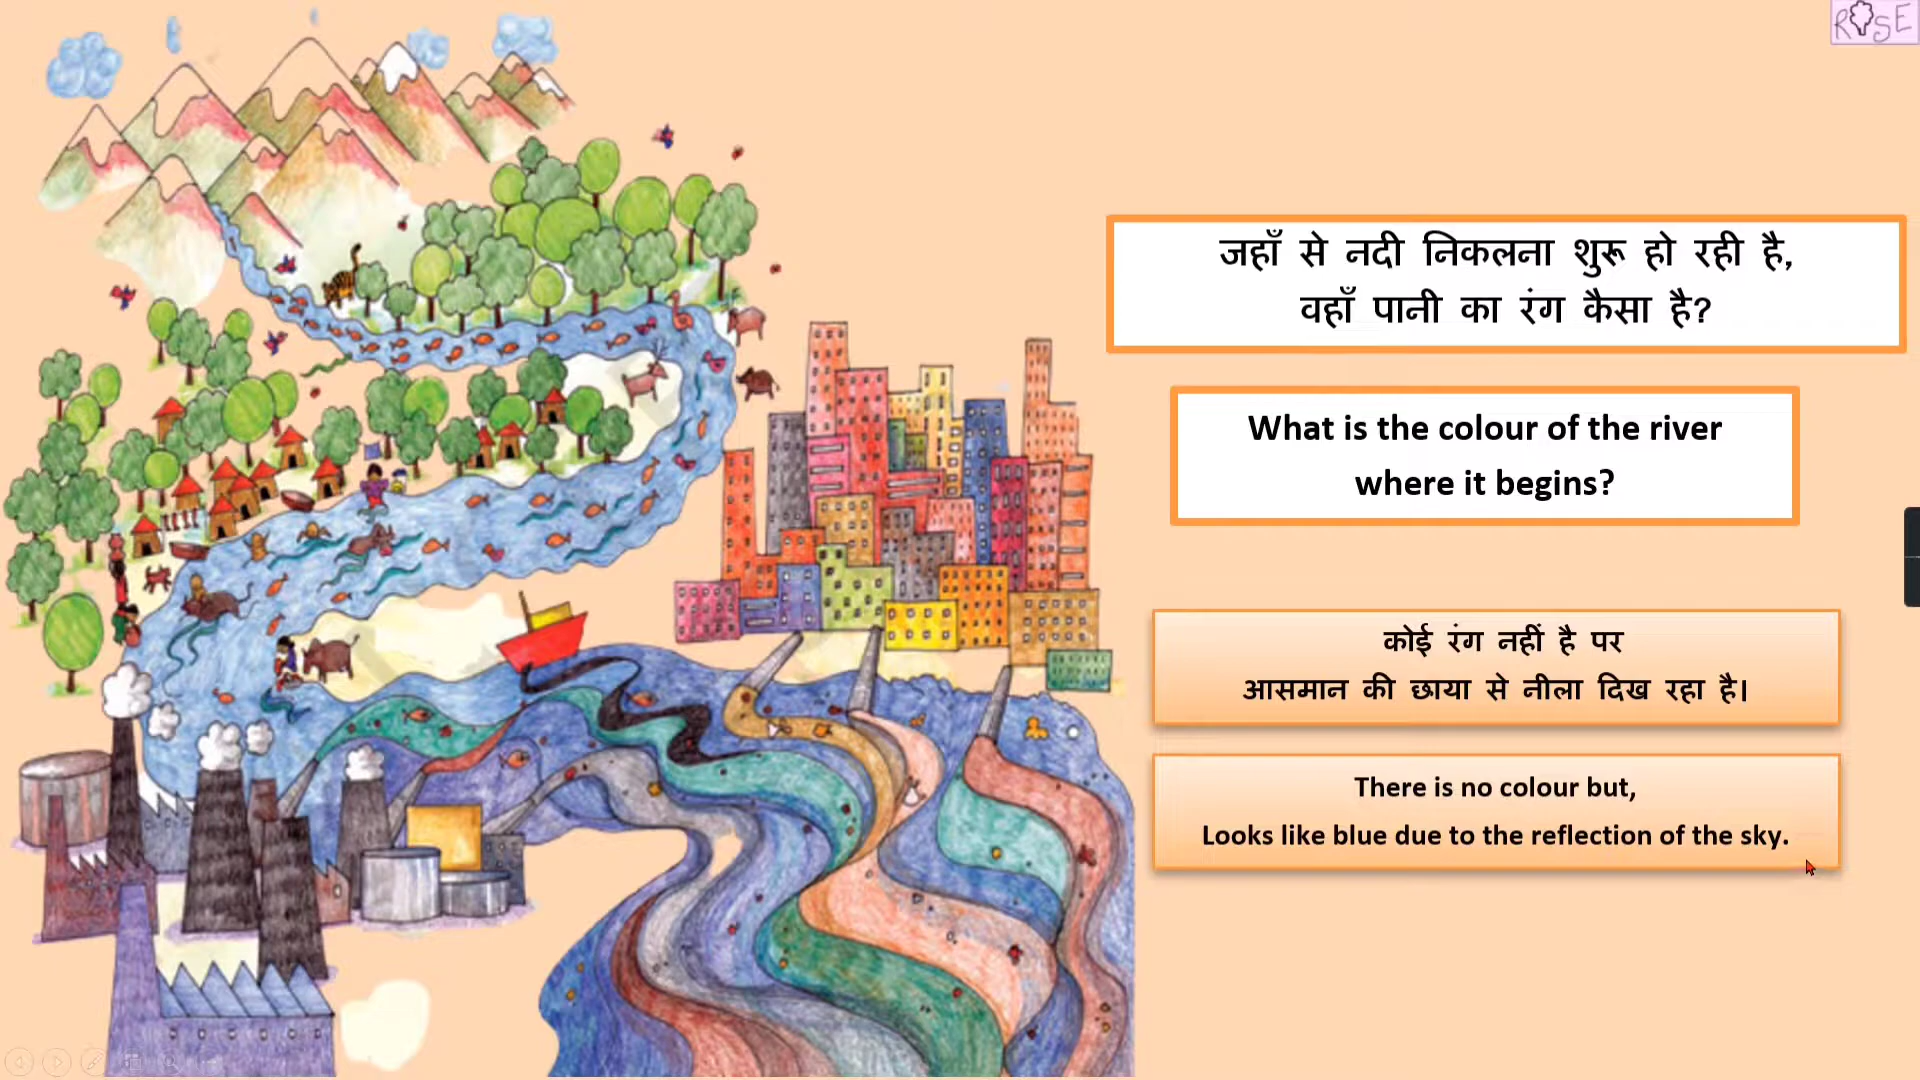 R SE
जहाँ से नदी निकलना शुरू हो रही है,
वहाँ पानी का रंग कैसा है?
What is the colour of the river
where it begins?
कोई रंग नहीं है पर
आसमान की छाया से नीला दिख रहा है।
There is no colour but,
Looks like blue due to the reflection of the sky.